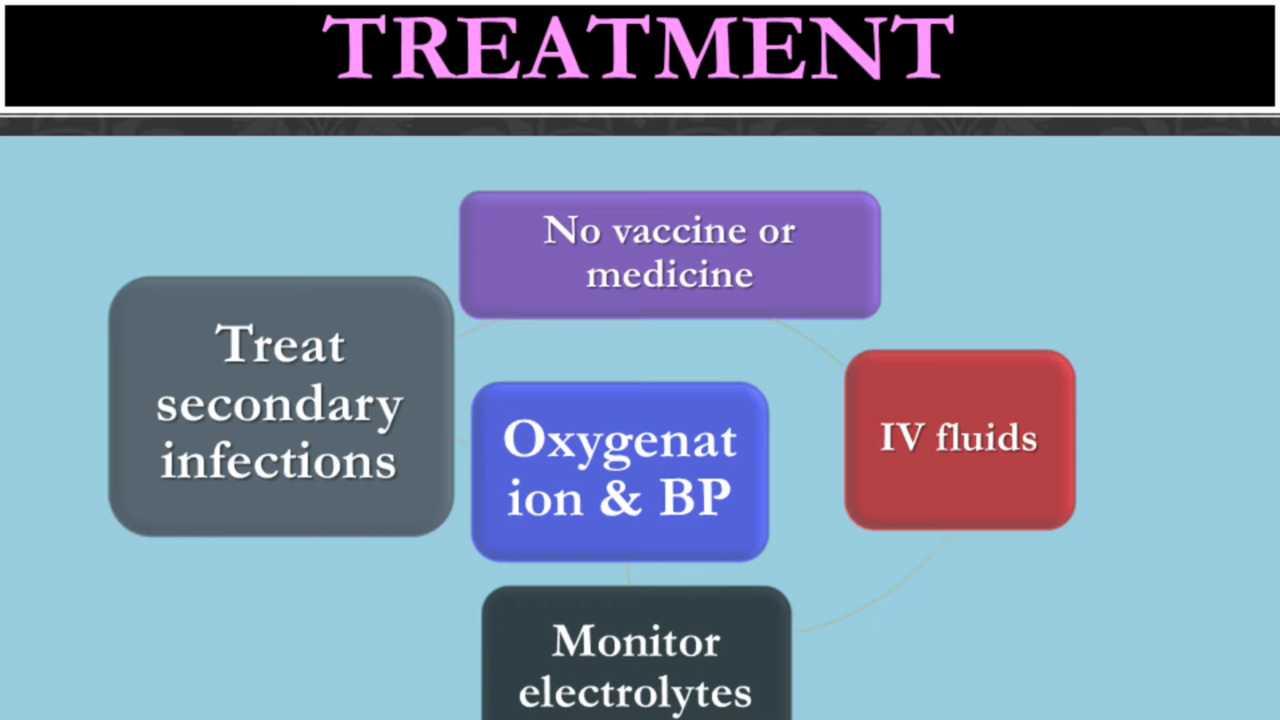 TREATMENT
No vaccine or
medicine
Treat
secondary
infections
Oxygenat
ion & BP
IV fluids
Monitor
electrolytes